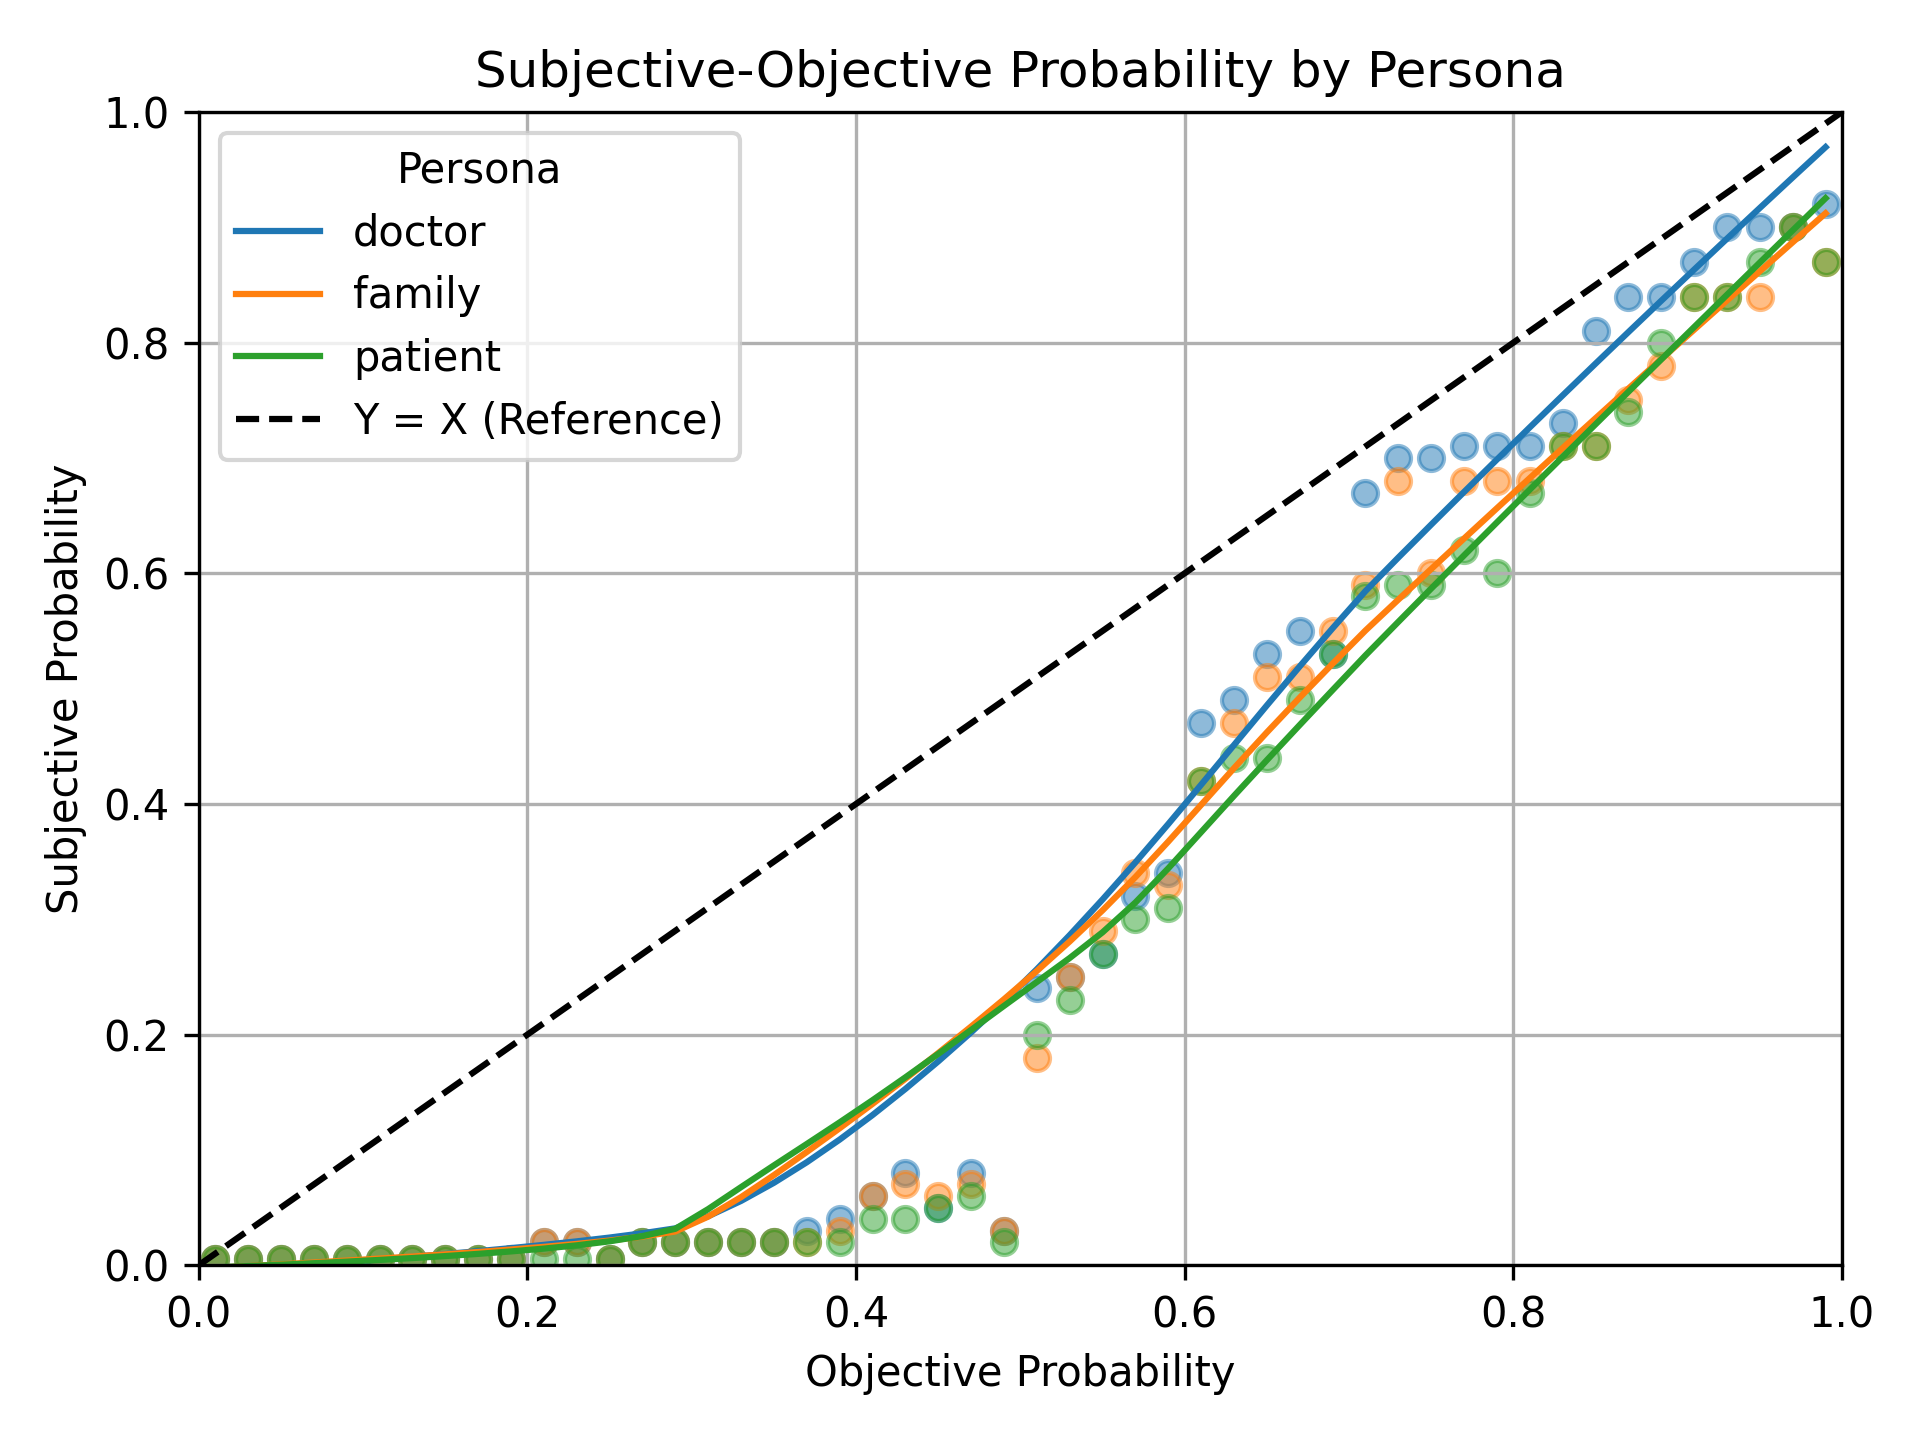 Subjective-Objective Probability by Persona
1.0
0.8
0.6
0.4
0.2
0.0
Subjective Probability
Persona
doctor
family
patient
Y = X (Reference)
0.0 0.2 0.4 0.6 0.8 1.0
Objective Probability